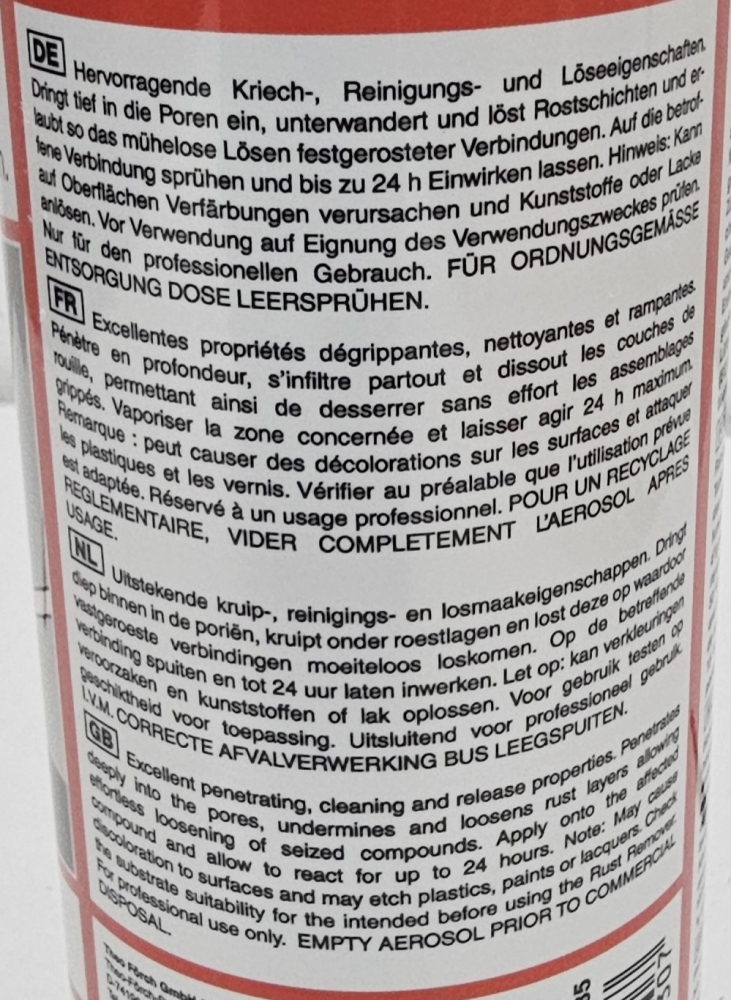 DE Hervorragende Kriech-, Reinigungs- und Löseeigenschaften.
Dringt tief in die Poren ein, unterwandert und löst Rostschichten und er-
laubt so das mühelose Lösen festgerosteter Verbindungen. Auf die betrof-
fene Verbindung sprühen und bis zu 24 h Einwirken lassen. Hinweis: Kann
auf Oberflächen Verfärbungen verursachen und Kunststoffe oder Lacke
anlösen. Vor Verwendung auf Eignung des Verwendungszweckes prüfen.
Nur für den professionellen Gebrauch. FÜR ORDNUNGSGEMÄSSE
ENTSORGUNG DOSE LEERSPRÜHEN.
FR Excellentes propriétés dégrippantes, nettoyantes et rampantes.
Pénètre en profondeur, s'infiltre partout et dissout les couches de
rouille, permettant ainsi de desserrer sans effort les assemblages
grippés. Vaporiser la zone concernée et laisser agir 24 h maximum.
Remarque : peut causer des décolorations sur les surfaces et attaquer
les plastiques et les vernis. Vérifier au préalable que l'utilisation prévue
est adaptée. Réservé à un usage professionnel. POUR UN RECYCLAGE
REGLEMENTAIRE, VIDER COMPLETEMENT L'AEROSOL APRES
USAGE.
NL Uitstekende kruip-, reinigings- en losmaakeigenschappen. Dringt
diep binnen in de poriën, kruipt onder roestlagen en lost deze op waardoor
vastgeroeste verbindingen moeiteloos loskomen. Op de betreffende
verbinding spuiten en tot 24 uur laten inwerken. Let op: kan verkleuringen
veroorzaken en kunststoffen of lak oplossen. Voor gebruik testen op
geschiktheid voor toepassing. Uitsluitend voor professioneel gebruik.
I.V.M. CORRECTE AFVALVERWERKING BUS LEEGSPUITEN.
GB Excellent penetrating, cleaning and release properties. Penetrates
deeply into the pores, undermines and loosens rust layers allowing
effortless loosening of seized compounds. Apply onto the affected
compound and allow to react for up to 24 hours. Note: May cause
discoloration to surfaces and may etch plastics, paints or lacquers. Check
the substrate suitability for the intended before using the Rust Remover.
For professional use only. EMPTY AEROSOL PRIOR TO COMMERCIAL
DISPOSAL.
Theo Förch GmbH